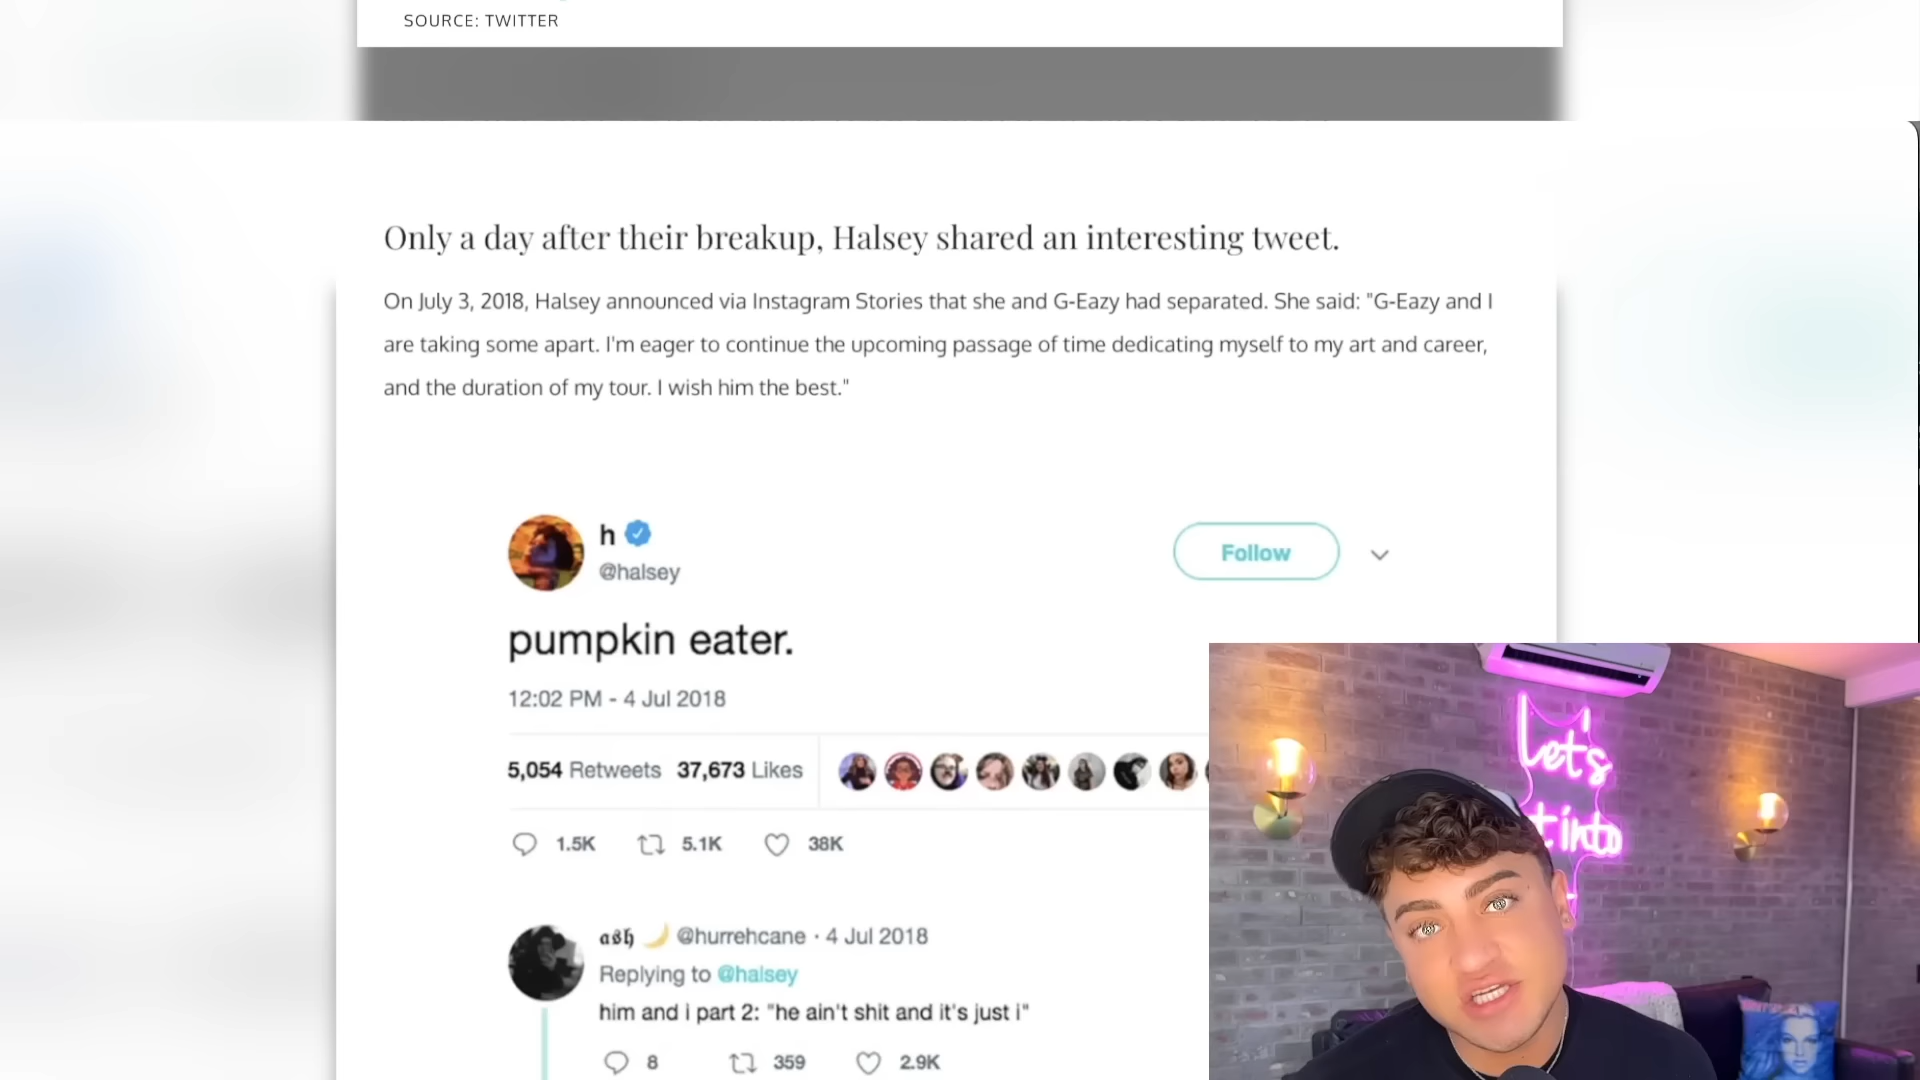 SOURCE: TWITTER
Only a day after their breakup, Halsey shared an interesting tweet.
On July 3, 2018, Halsey announced via Instagram Stories that she and G-Eazy had separated. She said: "G-Eazy and I
are taking some apart. I'm eager to continue the upcoming passage of time dedicating myself to my art and career,
and the duration of my tour. I wish him the best."
h
@halsey
Follow
pumpkin eater.
12:02 PM - 4 Jul 2018
5,054 Retweets 37,673 Likes
1.5K 5.1K 38K
ash @hurrehcane · 4 Jul 2018
Replying to @halsey
him and i part 2: "he ain't shit and it's just i"
8 359 2.9K
Let's
into